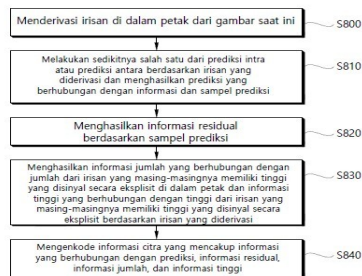 Menderivasi irisan di dalam petak dari gambar saat ini
S800
Melakukan sedikitnya salah satu dari prediksi intra
atau prediksi antara berdasarkan irisan yang
diderivasi dan menghasilkan prediksi yang
berhubungan dengan informasi dan sampel prediksi
S810
Menghasilkan informasi residual
berdasarkan sampel prediksi
S820
Menghasilkan informasi jumlah yang berhubungan dengan
jumlah dari irisan yang masing-masing memiliki tinggi
yang disinyal secara eksplisit di dalam petak dan informasi
tinggi yang berhubungan dengan tinggi dari irisan yang
masing-masingnya memiliki tinggi yang disinyal secara
eksplisit berdasarkan irisan yang diderivasi
S830
Mengenkode informasi citra yang mencakup informasi
yang berhubungan dengan prediksi, informasi residual,
informasi jumlah, dan informasi tinggi
S840